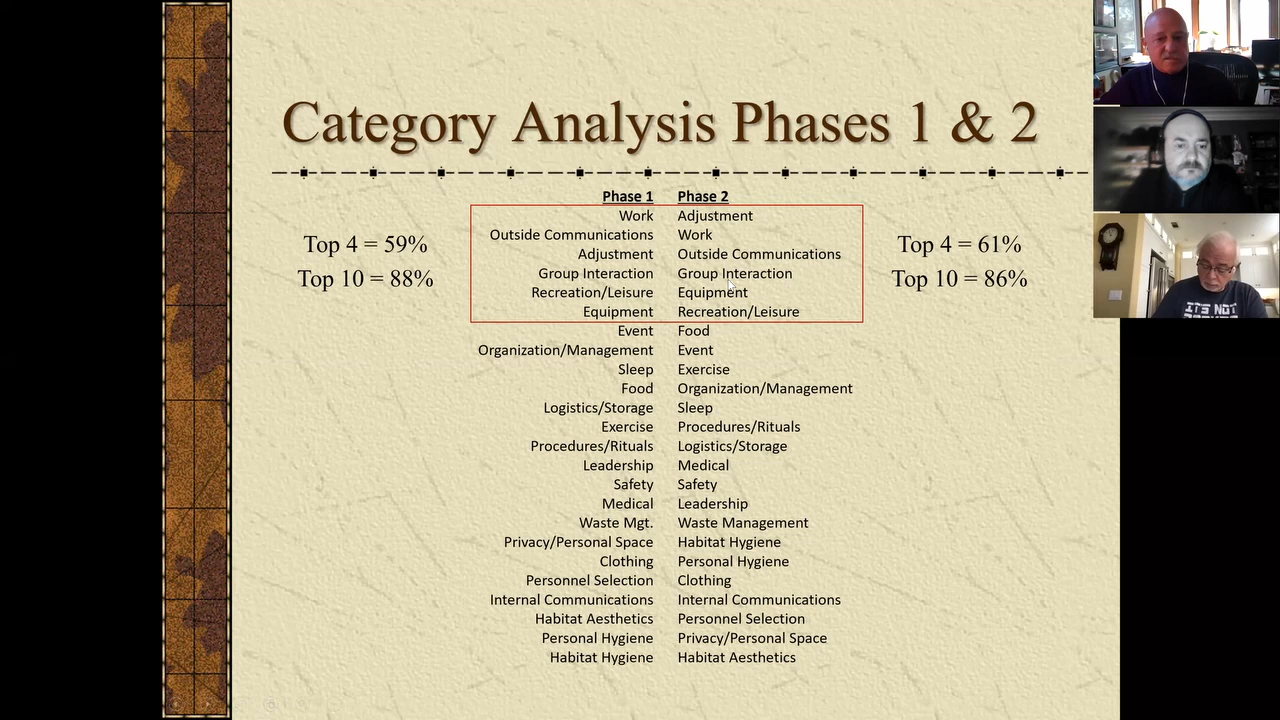 Category Analysis Phases 1 & 2
Top 4 = 59%
Top 10 = 88%
Phase 1 Phase 2
Work Adjustment
Outside Communications Work
Adjustment Outside Communications
Group Interaction Group Interaction
Recreation/Leisure Equipment
Equipment Recreation/Leisure
Event Food
Organization/Management Event
Sleep Exercise
Food Organization/Management
Logistics/Storage Sleep
Exercise Procedures/Rituals
Procedures/Rituals Logistics/Storage
Leadership Medical
Safety Safety
Medical Leadership
Waste Mgt. Waste Management
Privacy/Personal Space Habitat Hygiene
Clothing Personal Hygiene
Personnel Selection Clothing
Internal Communications Internal Communications
Habitat Aesthetics Personnel Selection
Personal Hygiene Privacy/Personal Space
Habitat Hygiene Habitat Aesthetics
Top 4 = 61%
Top 10 = 86%
IT'S NOT